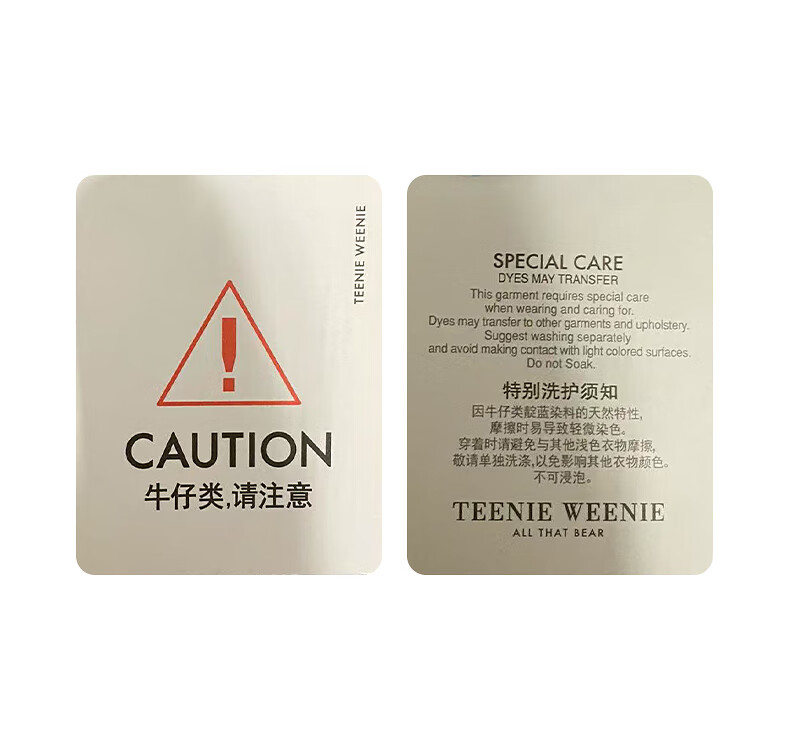 TEENIE WEENIE
CAUTION
牛仔类,请注意
SPECIAL CARE
DYES MAY TRANSFER
This garment requires special care
when wearing and caring for.
Dyes may transfer to other garments and upholstery.
Suggest washing separately
and avoid making contact with light colored surfaces.
Do not Soak.
特别洗护须知
因牛仔类靛蓝染料的天然特性,
摩擦时易导致轻微染色。
穿着时请避免与其他浅色衣物摩擦,
敬请单独洗涤,以免影响其他衣物颜色。
不可浸泡。
TEENIE WEENIE
ALL THAT BEAR